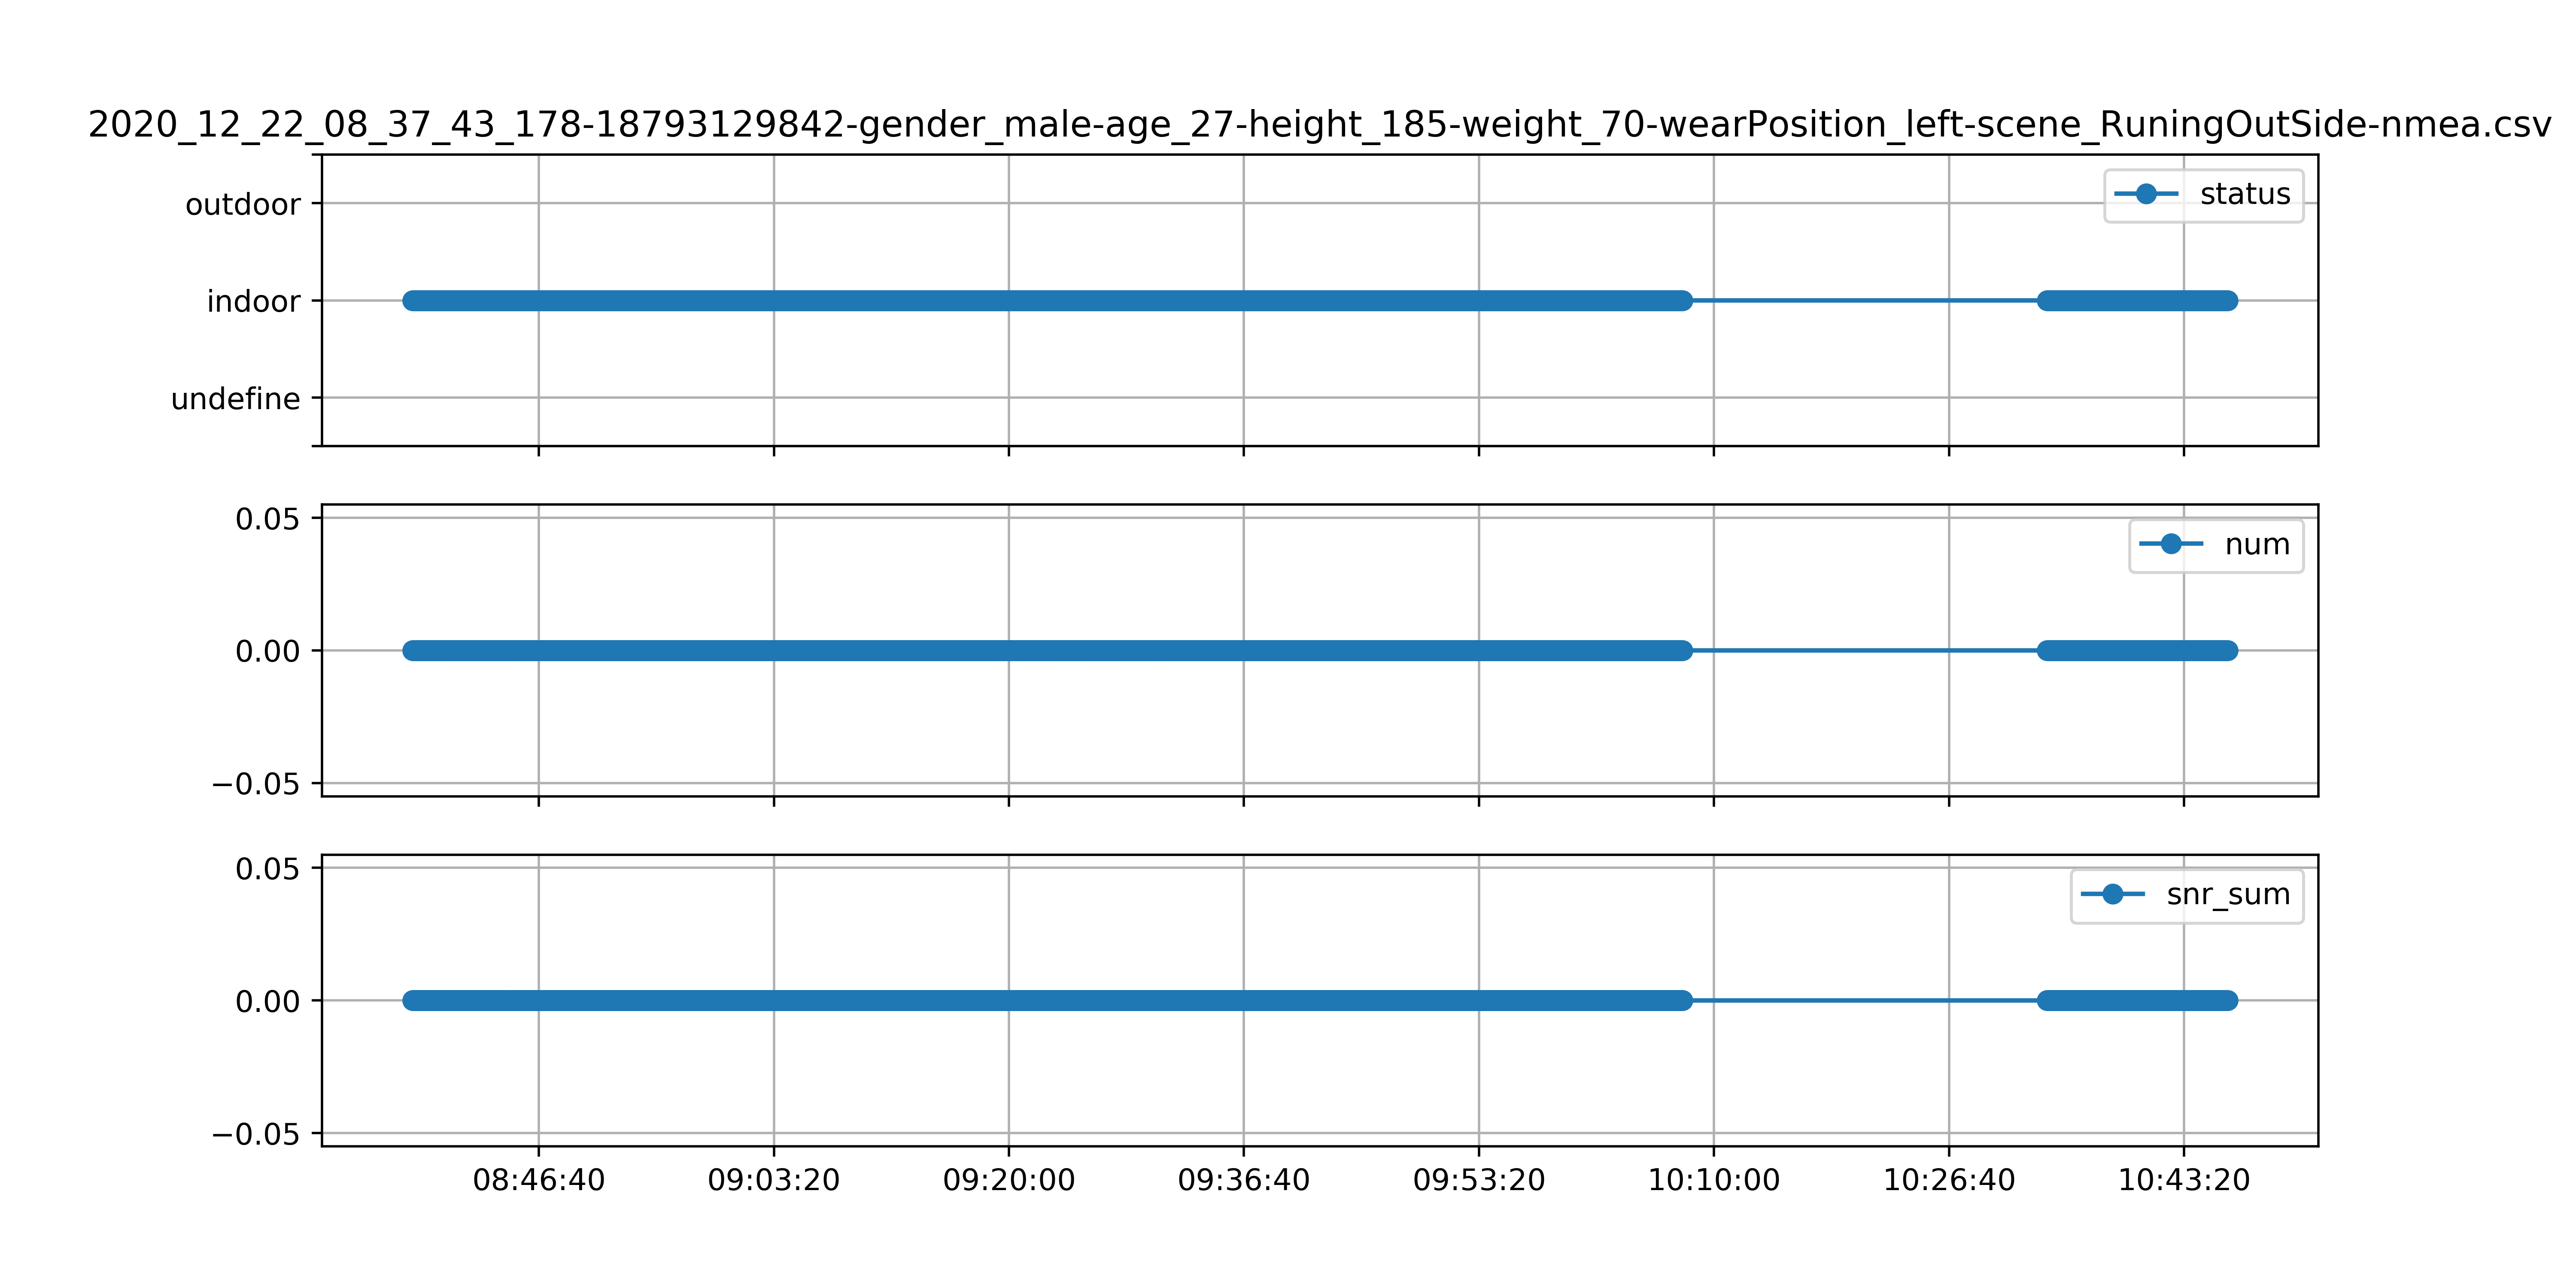 2020_12_22_08_37_43_178-18793129842-gender_male-age_27-height_185-weight_70-wearPosition_left-scene_RuningOutSide-nmea.csv
outdoor
indoor
undefine
status
0.05
0.00
−0.05
num
0.05
0.00
−0.05
snr_sum
08:46:40 09:03:20 09:20:00 09:36:40 09:53:20 10:10:00 10:26:40 10:43:20